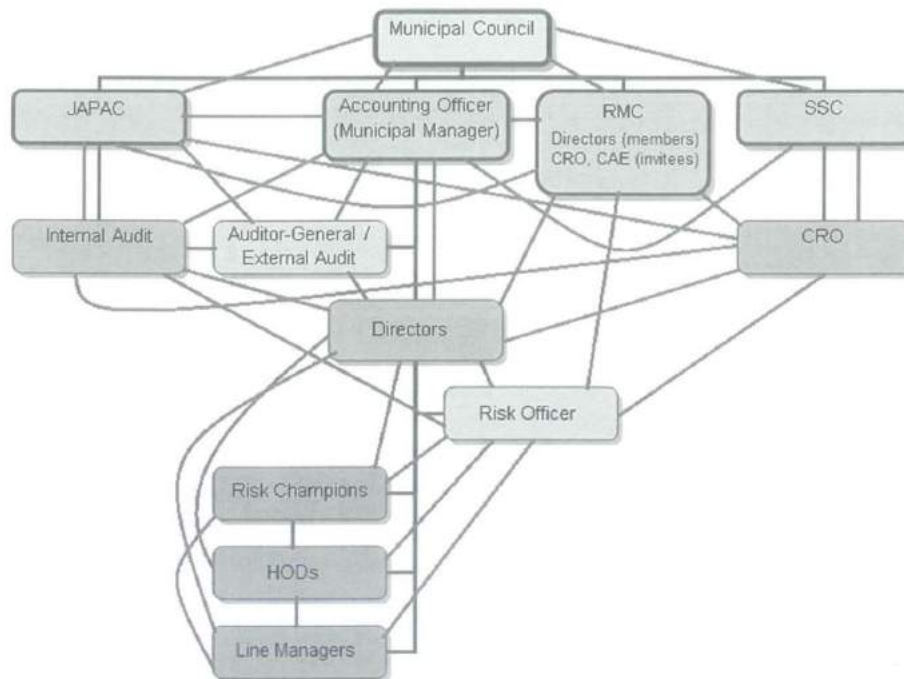 Municipal Council
JAPAC
Accounting Officer
(Municipal Manager)
RMC
Directors (members)
CRO, CAE (invitees)
SSC
Internal Audit
Auditor-General /
External Audit
CRO
Directors
Risk Officer
Risk Champions
HODs
Line Managers